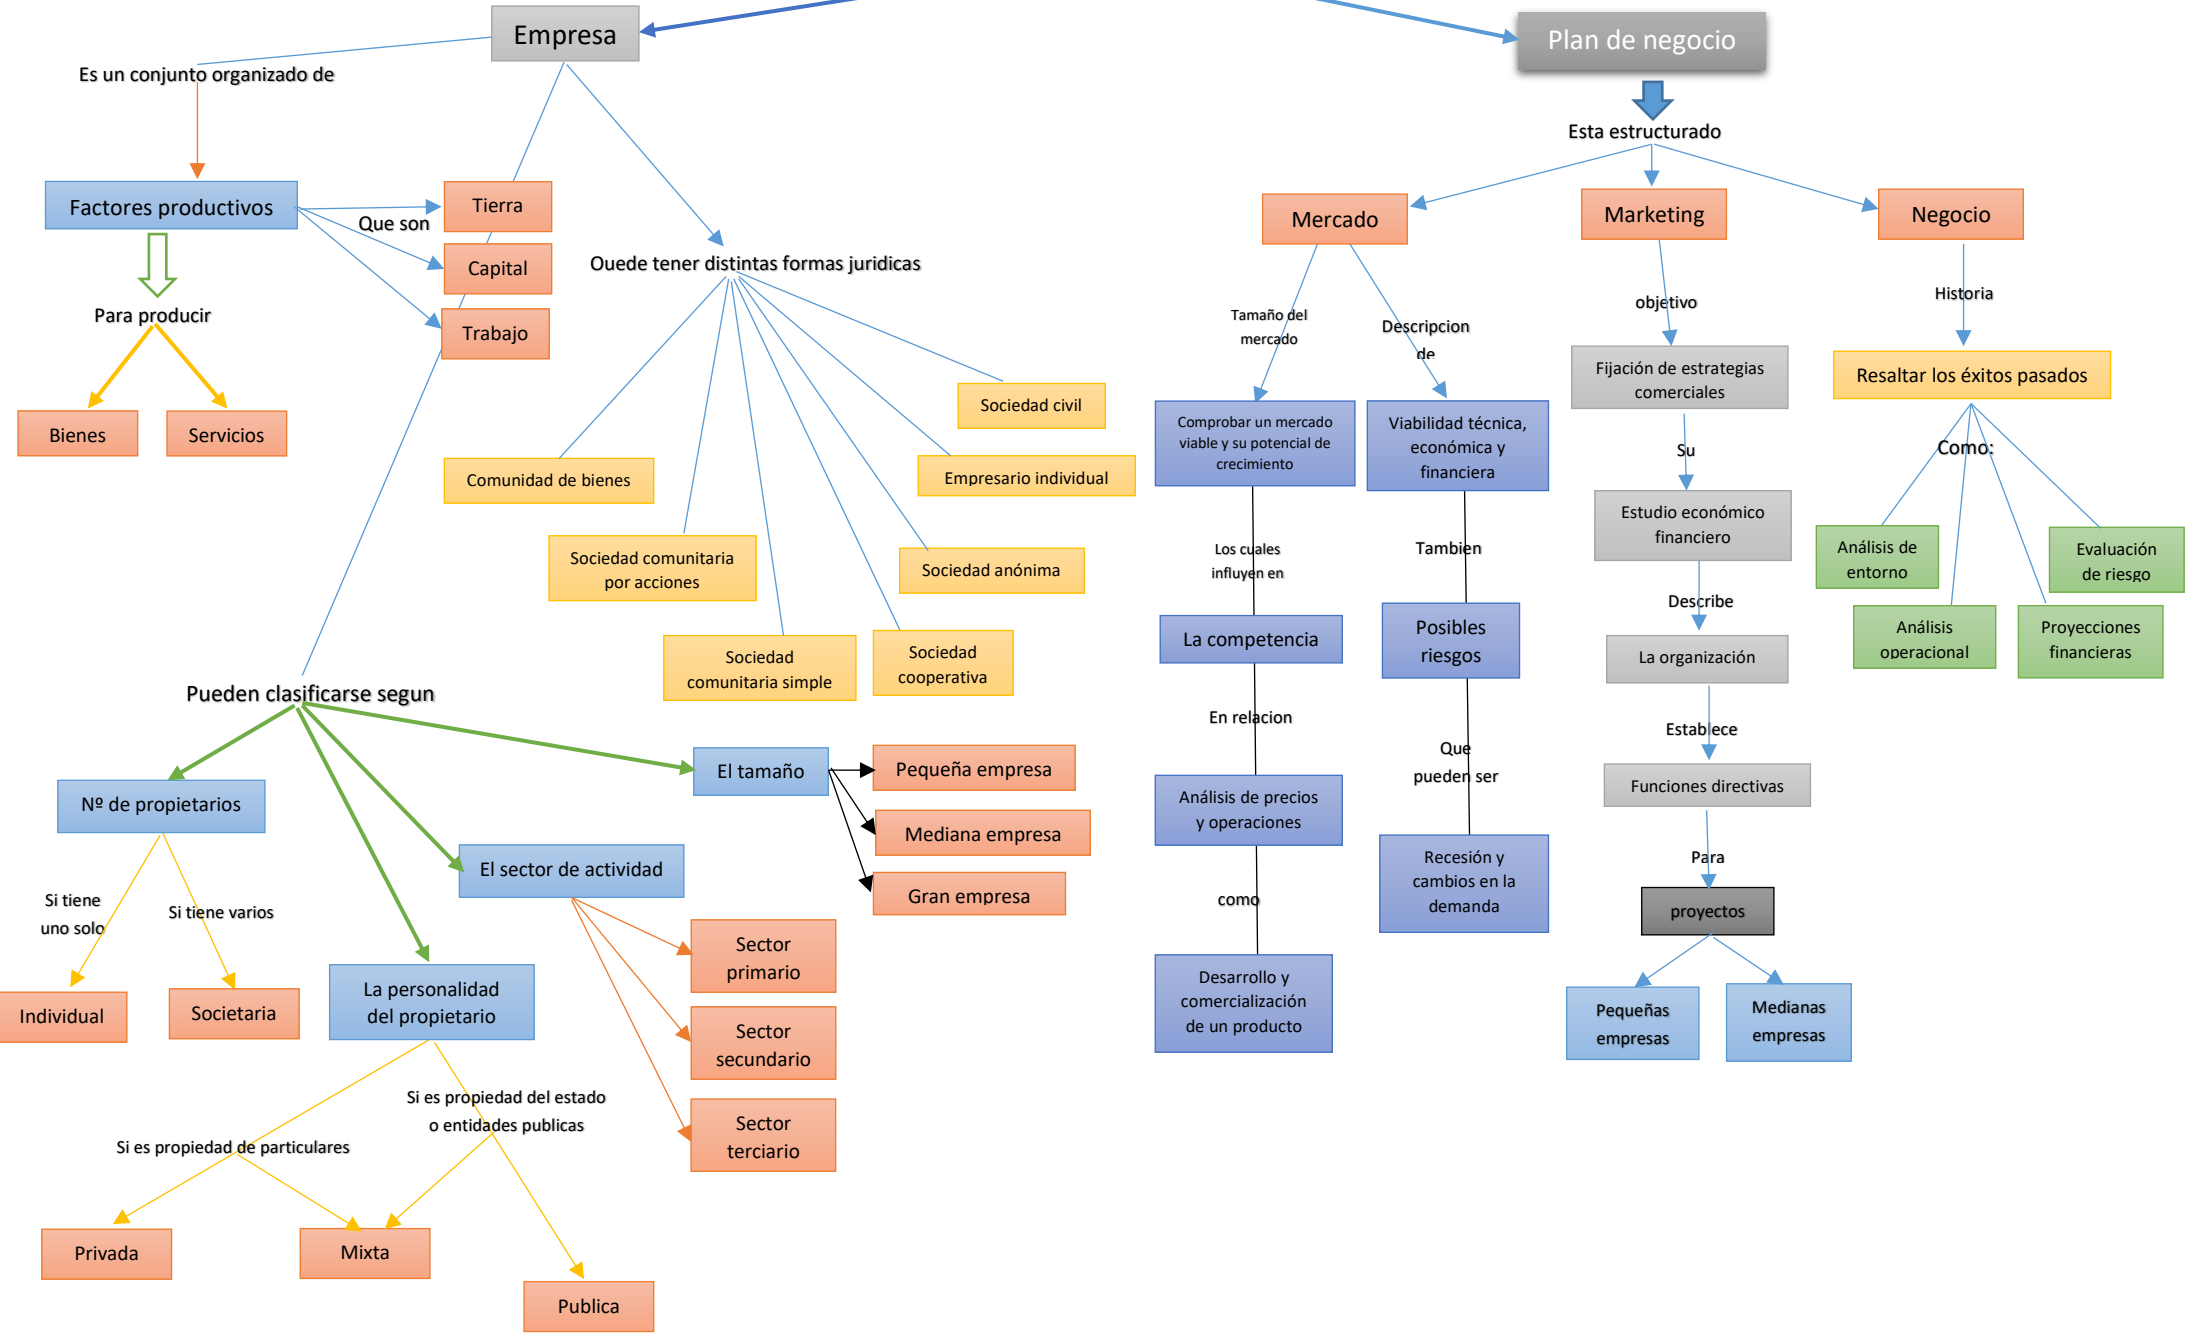 Empresa
Plan de negocio
Es un conjunto organizado de
Esta estructurado
Factores productivos
Que son
Tierra
Capital
Trabajo
Para producir
Bienes
Servicios
Ouede tener distintas formas juridicas
Sociedad civil
Empresario individual
Comunidad de bienes
Sociedad comunitaria
por acciones
Sociedad anónima
Sociedad
comunitaria simple
Sociedad
cooperativa
Pueden clasificarse segun
Nº de propietarios
Si tiene
uno solo
Si tiene varios
Individual
Societaria
La personalidad
del propietario
Si es propiedad del estado
o entidades publicas
Si es propiedad de particulares
Privada
Mixta
Publica
El sector de actividad
Sector
primario
Sector
secundario
Sector
terciario
El tamaño
Pequeña empresa
Mediana empresa
Gran empresa
Mercado
Tamaño del
mercado
Descripcion
de
Comprobar un mercado
viable y su potencial de
crecimiento
Los cuales
influyen en
La competencia
En relacion
Análisis de precios
y operaciones
como
Desarrollo y
comercialización
de un producto
Viabilidad técnica,
económica y
financiera
Tambien
Posibles
riesgos
Que
pueden ser
Recesión y
cambios en la
demanda
Marketing
objetivo
Fijación de estrategias
comerciales
Su
Estudio económico
financiero
Describe
La organización
Establece
Funciones directivas
Para
proyectos
Pequeñas
empresas
Medianas
empresas
Negocio
Historia
Resaltar los éxitos pasados
Como:
Análisis de
entorno
Análisis
operacional
Proyecciones
financieras
Evaluación
de riesgo